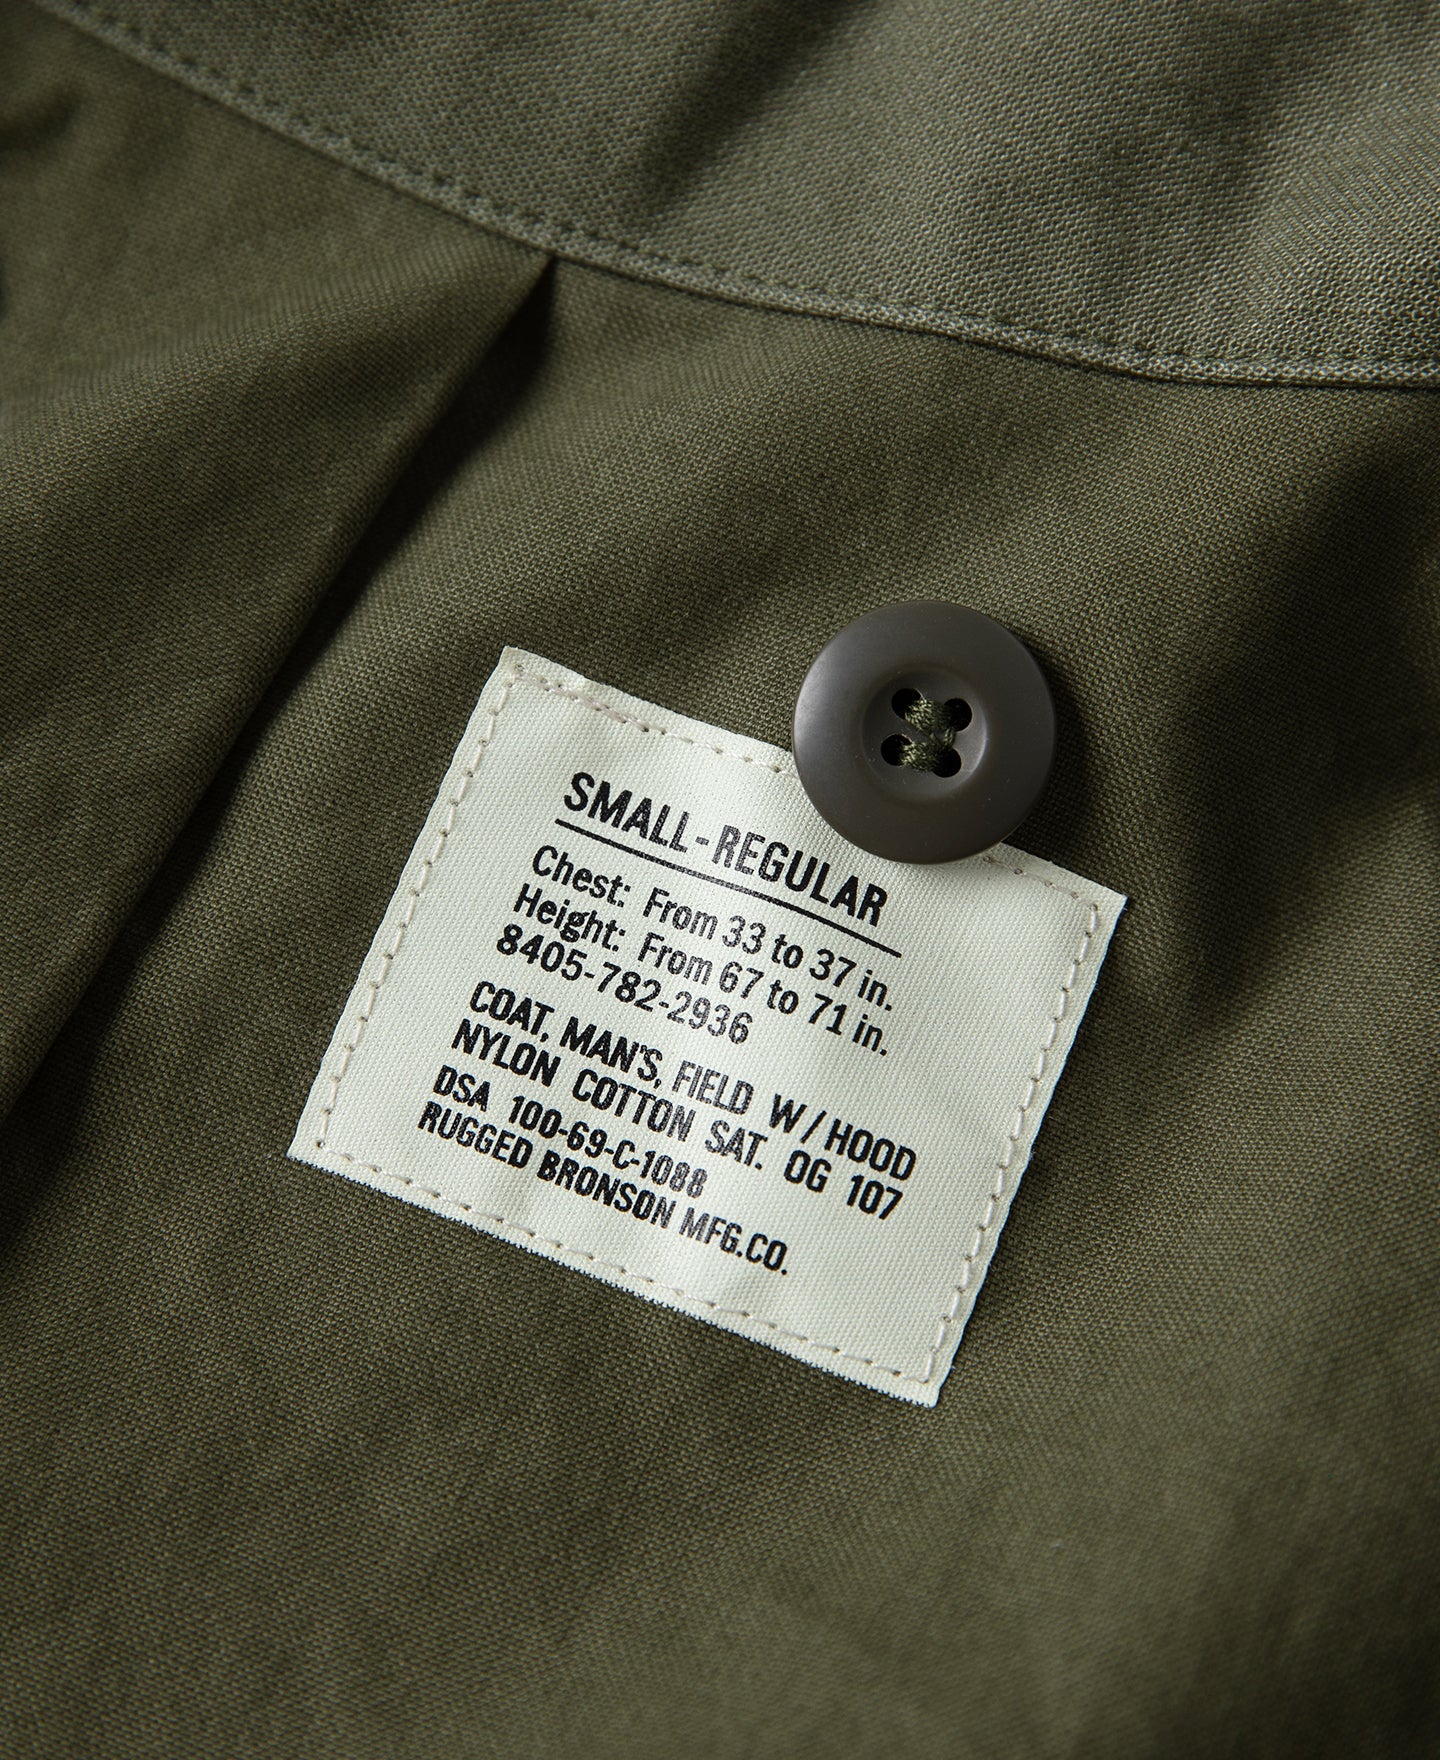 SMALL-REGULAR
Chest: From 33 to 37 in.
Height: From 67 to 71 in.
8405-782-2936
COAT, MAN'S, FIELD W/HOOD
NYLON COTTON SAT. OG 107
DSA 100-69-C-1088
RUGGED BRONSON MFG.CO.